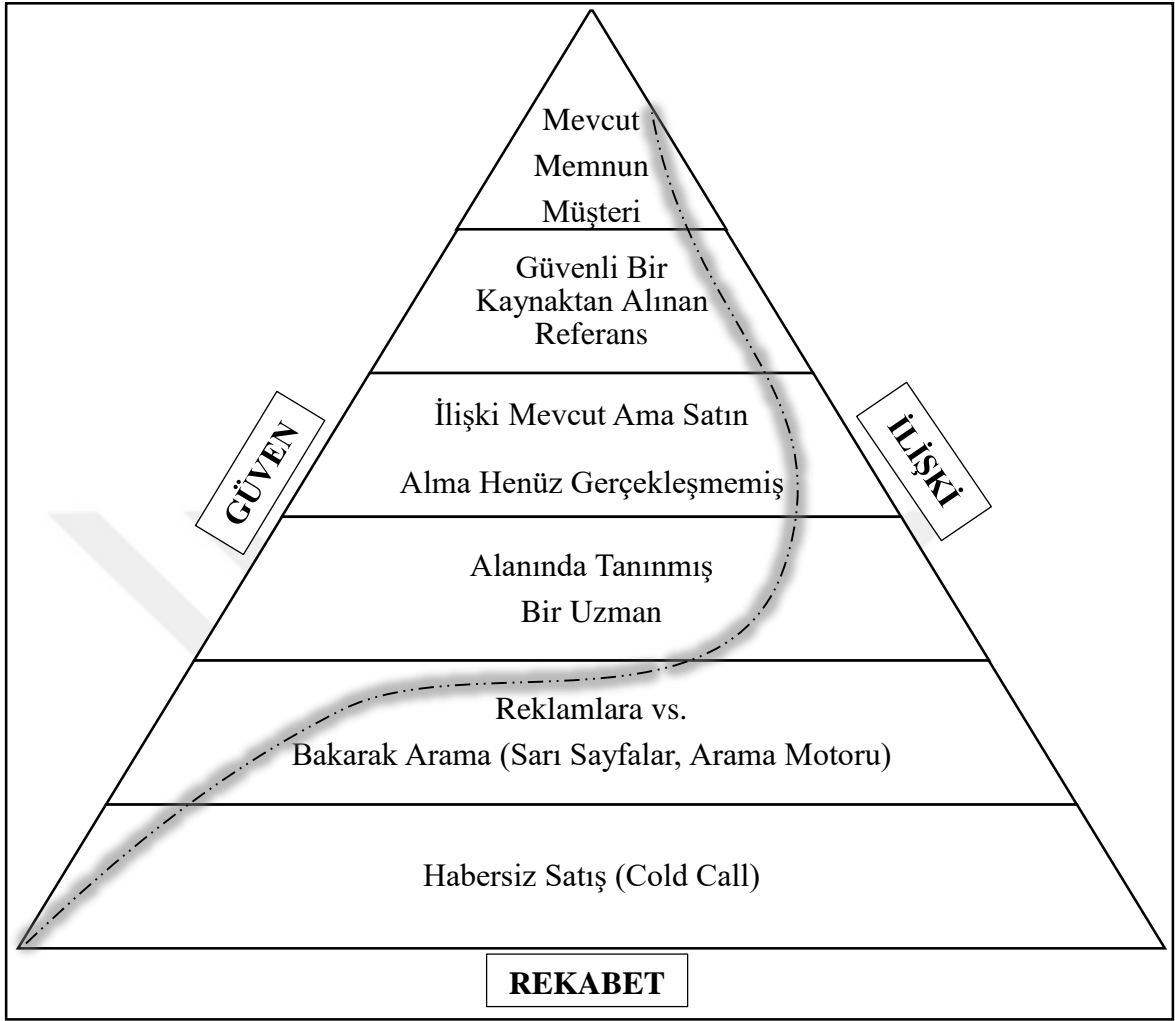 Mevcut
Memnun
Müşteri
Güvenli Bir
Kaynaktan Alınan
Referans
İlişki Mevcut Ama Satın
Alma Henüz Gerçekleşmemiş
GÜVEN
İLİŞKİ
Alanında Tanınmış
Bir Uzman
Reklamlara vs.
Bakarak Arama (Sarı Sayfalar, Arama Motoru)
Habersiz Satış (Cold Call)
REKABET